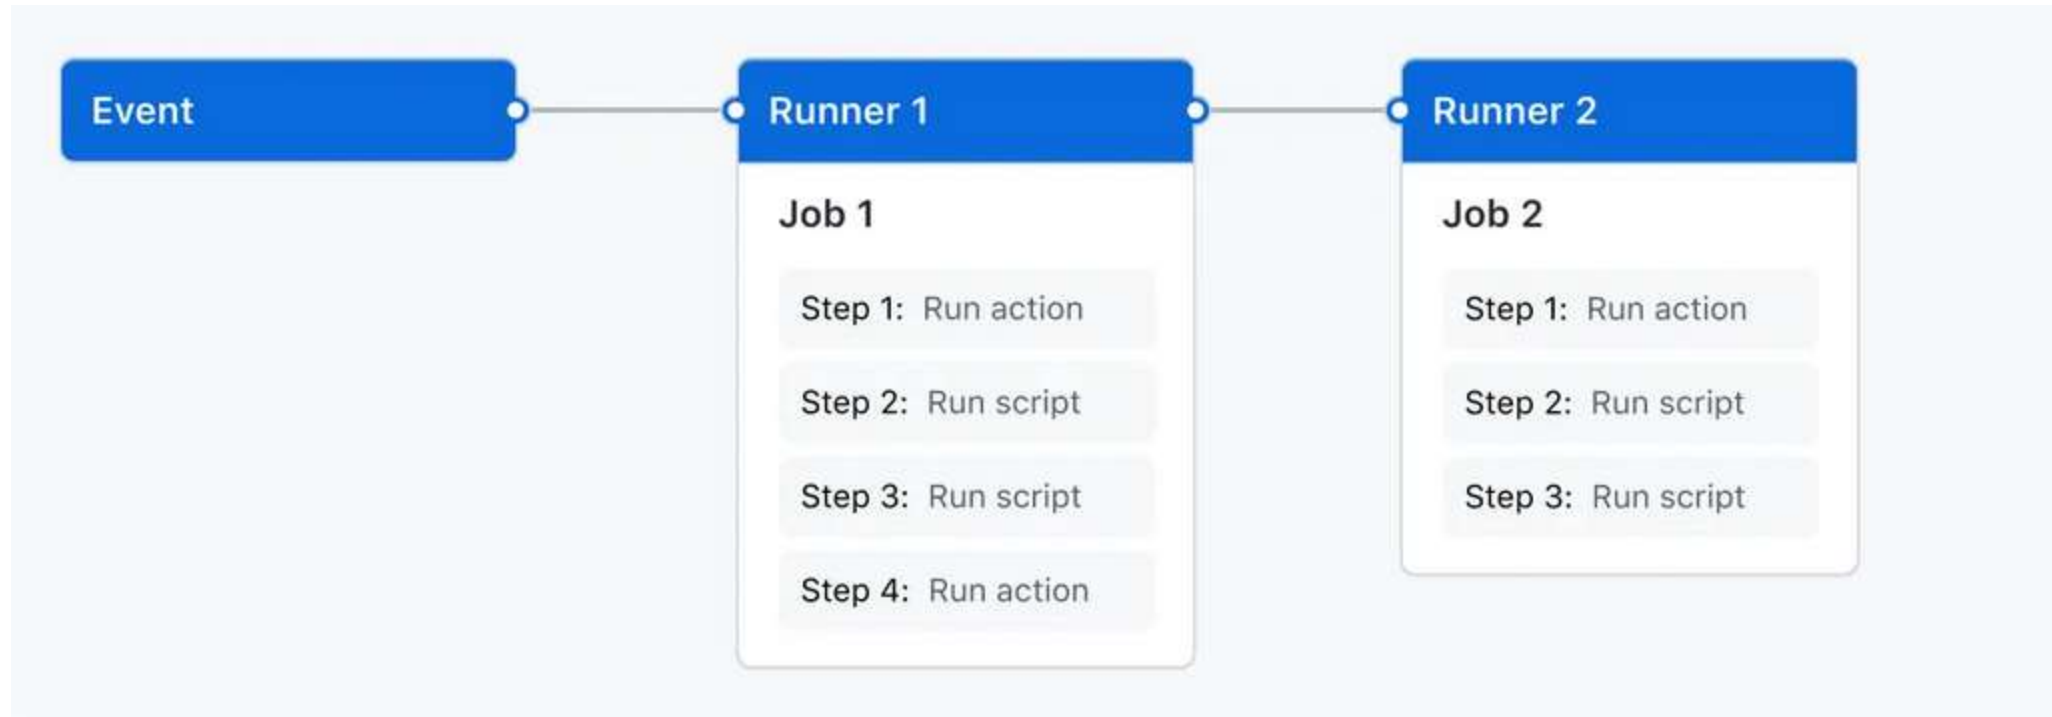 Event
Runner 1
Job 1
Step 1: Run action
Step 2: Run script
Step 3: Run script
Step 4: Run action
Runner 2
Job 2
Step 1: Run action
Step 2: Run script
Step 3: Run script